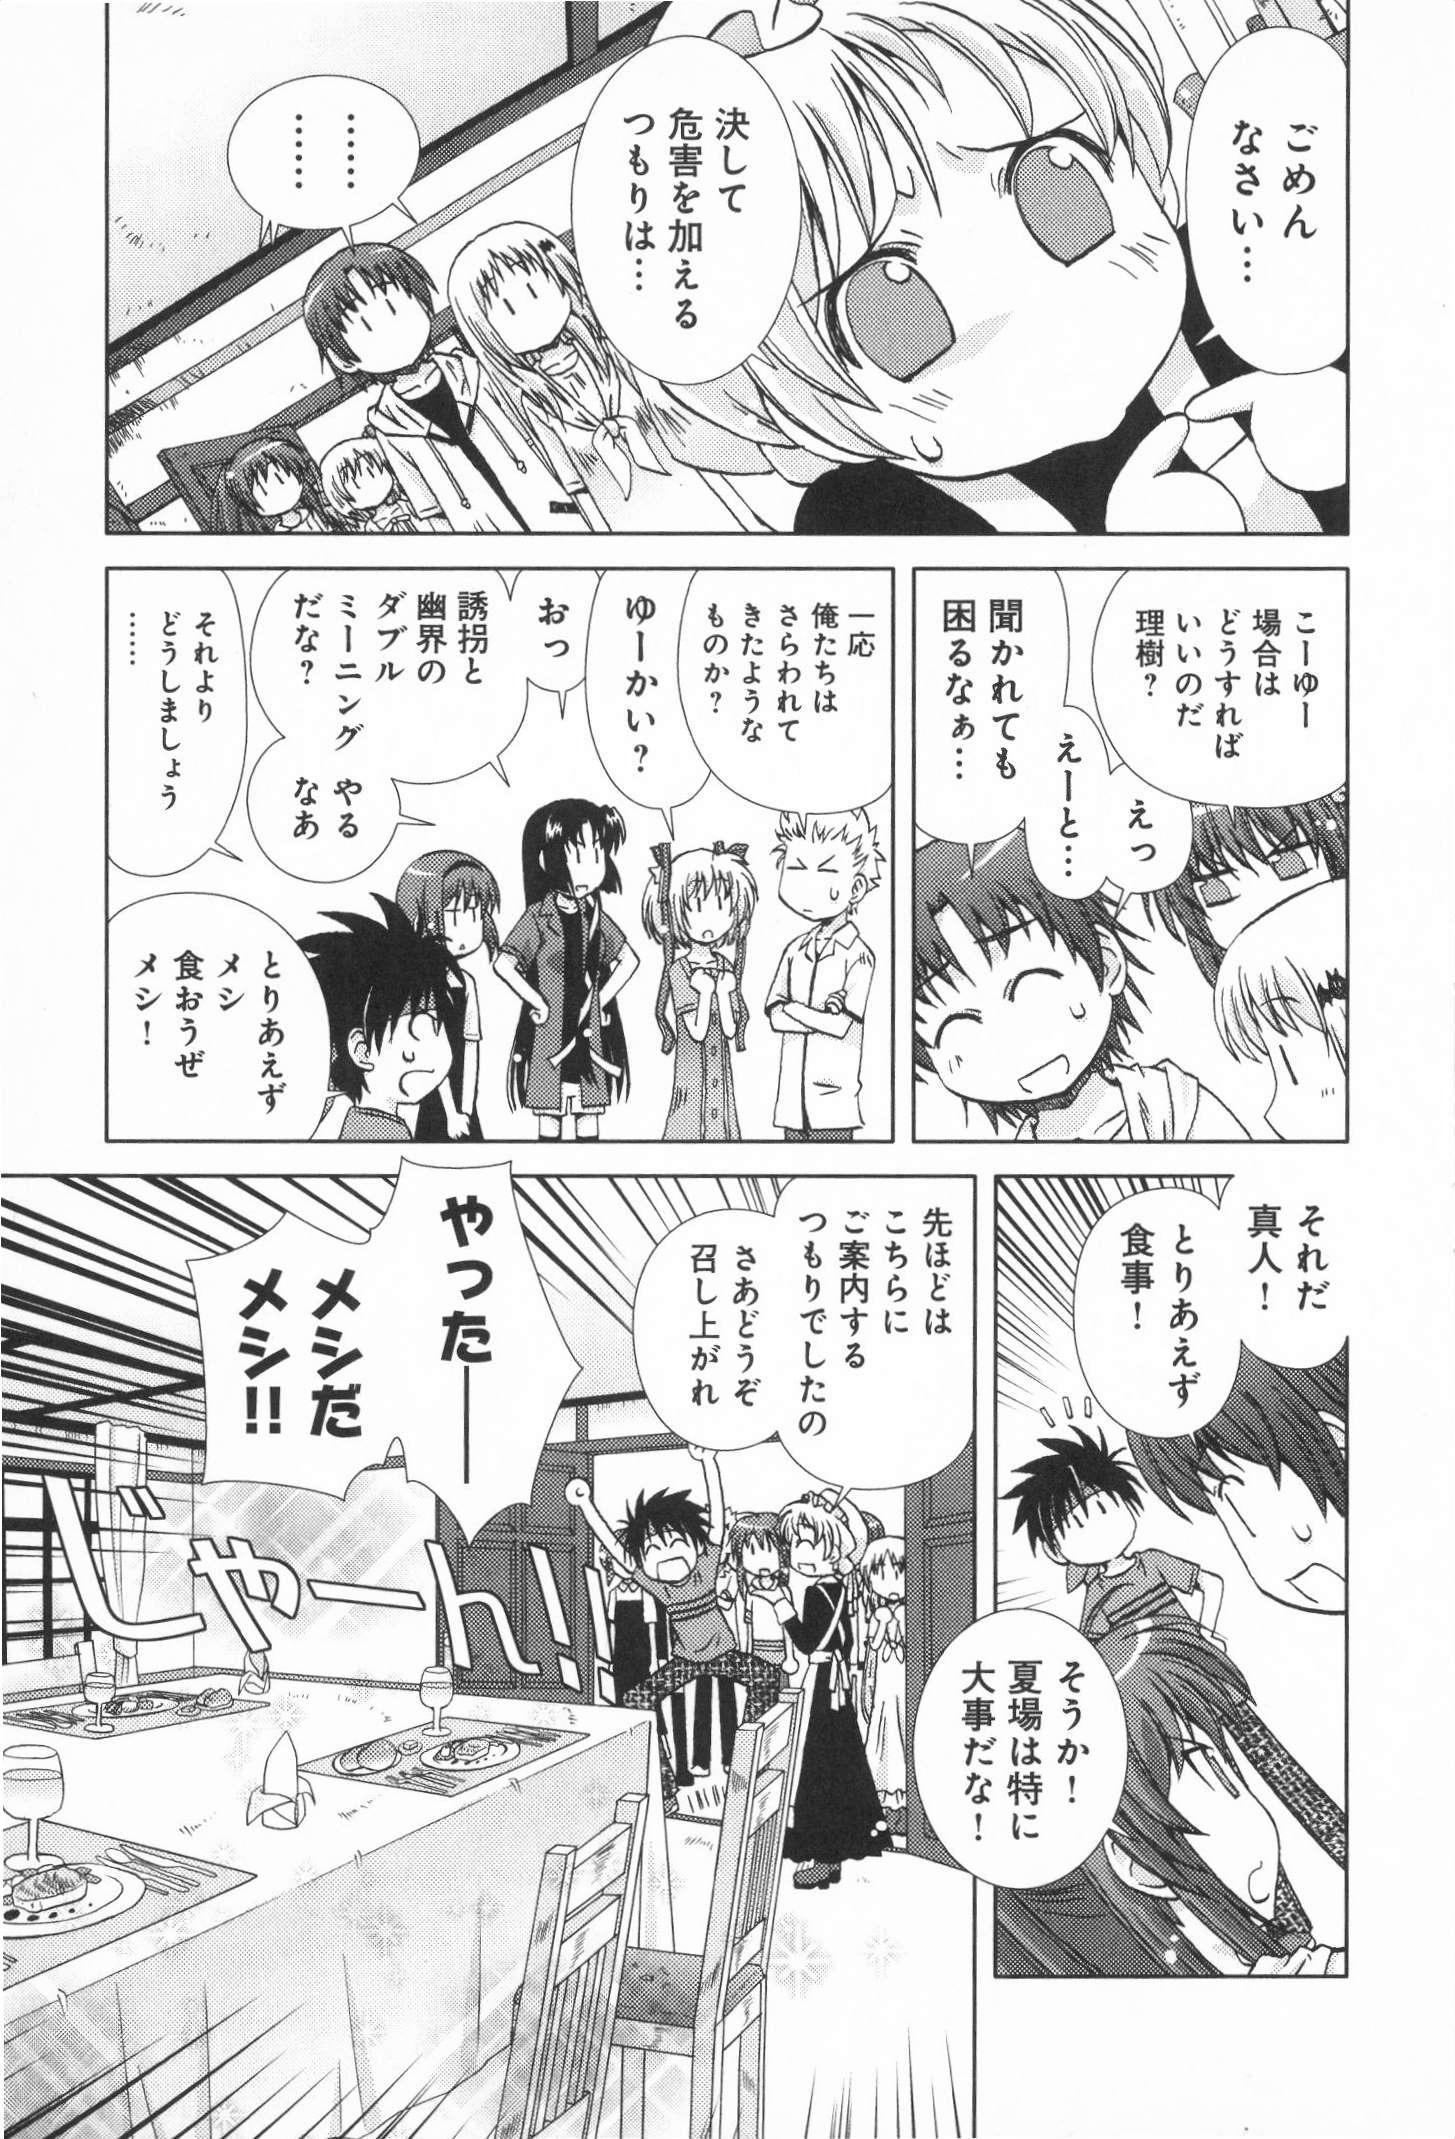 ごめん
なさい…
決して
危害を加える
つもりは…
……
……
こーゆー
場合は
どうすれば
いいのだ
理樹?
えっ
えーと…
聞かれても
困るなぁ…
一応
俺たちは
さらわれて
きたような
ものか?
ゆーかい?
おっ
誘拐と
幽界の
ダブル
ミーニング
だな?
やる
なあ
それより
どうしましょう
……
とりあえず
メシ
食おうぜ
メシ!
それだ
真人!
とりあえず
食事!
そうか!
夏場は特に
大事だな!
先ほどは
こちらに
ご案内する
つもりでしたの
さあどうぞ
召し上がれ
やったー
メシだ
メシ!!
じゃーん!!